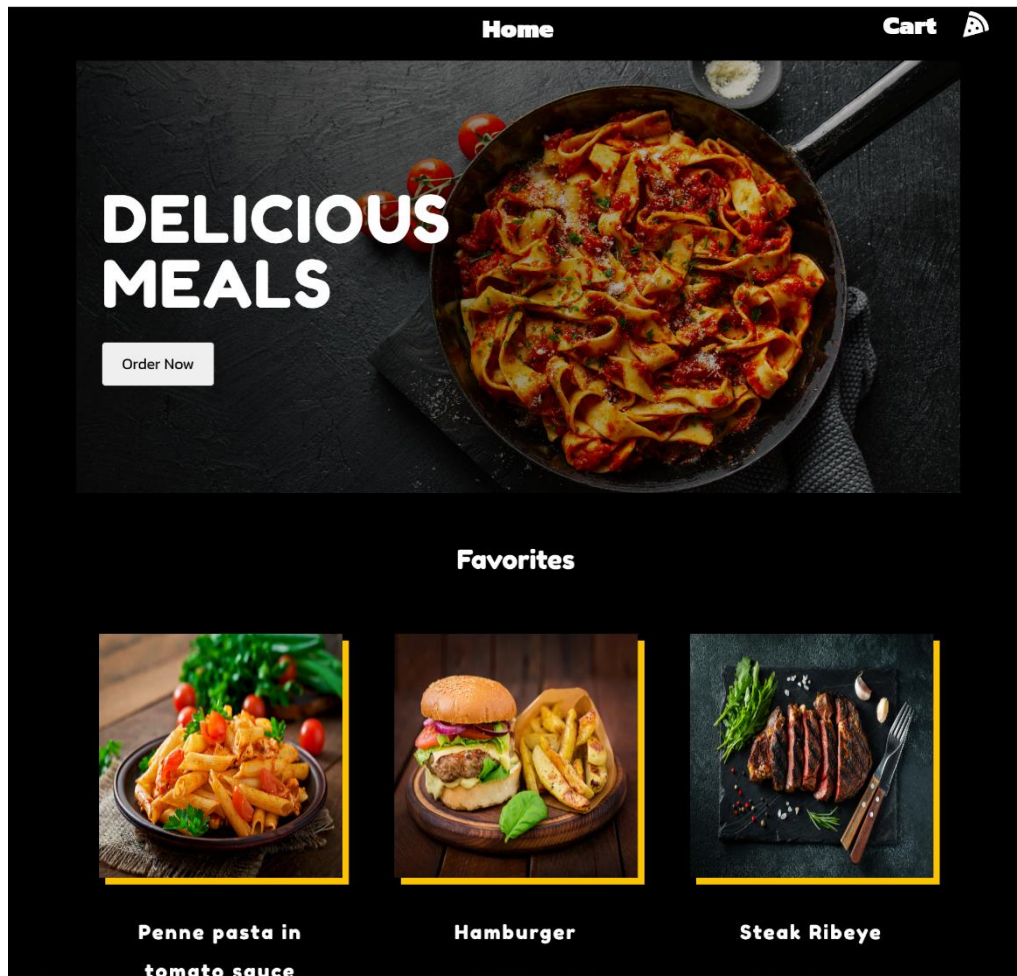 Home
Cart
DELICIOUS
MEALS
Order Now
Favorites
Penne pasta in
tomato sauce
Hamburger
Steak Ribeye